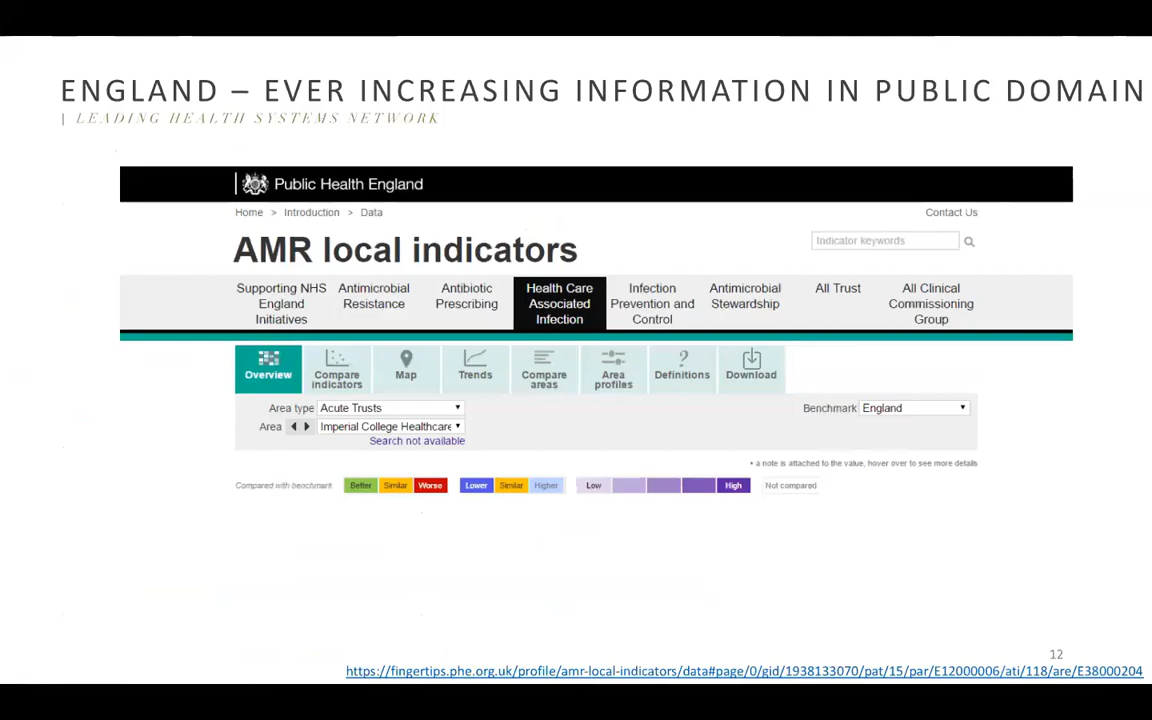 ENGLAND – EVER INCREASING INFORMATION IN PUBLIC DOMAIN
| LEADING HEALTH SYSTEMS NETWORK
Public Health England
Home > Introduction > Data
Contact Us
AMR local indicators
Indicator keywords
Supporting NHS England Initiatives
Antimicrobial Resistance
Antibiotic Prescribing
Health Care Associated Infection
Infection Prevention and Control
Antimicrobial Stewardship
All Trust
All Clinical Commissioning Group
Overview
Compare indicators
Map
Trends
Compare areas
Area profiles
Definitions
Download
Area type Acute Trusts
Benchmark England
Area Imperial College Healthcare
Search not available
• a note is attached to the value, hover over to see more details
Compared with benchmark Better Similar Worse Lower Similar Higher Low High Not compared
12
https://fingertips.phe.org.uk/profile/amr-local-indicators/data#page/0/gid/1938133070/pat/15/par/E12000006/ati/118/are/E38000204